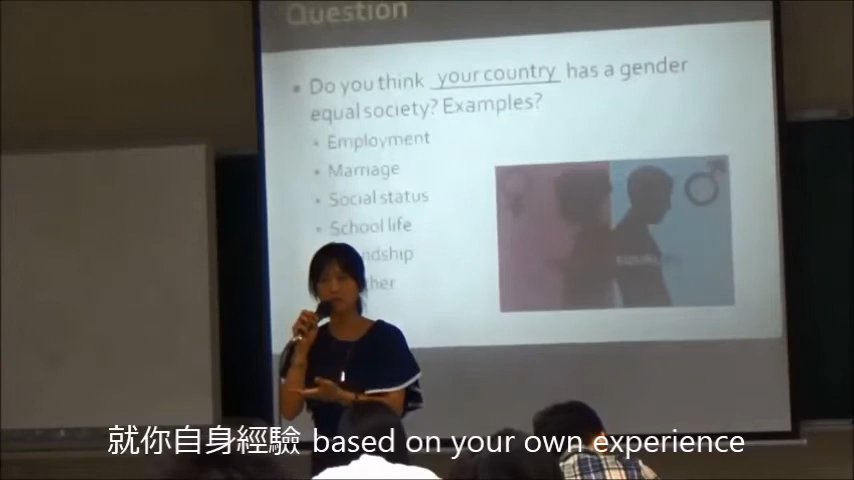 Question
Do you think your country has a gender
equal society? Examples?
Employment
Marriage
Social status
School life
就你自身經驗 based on your own experience